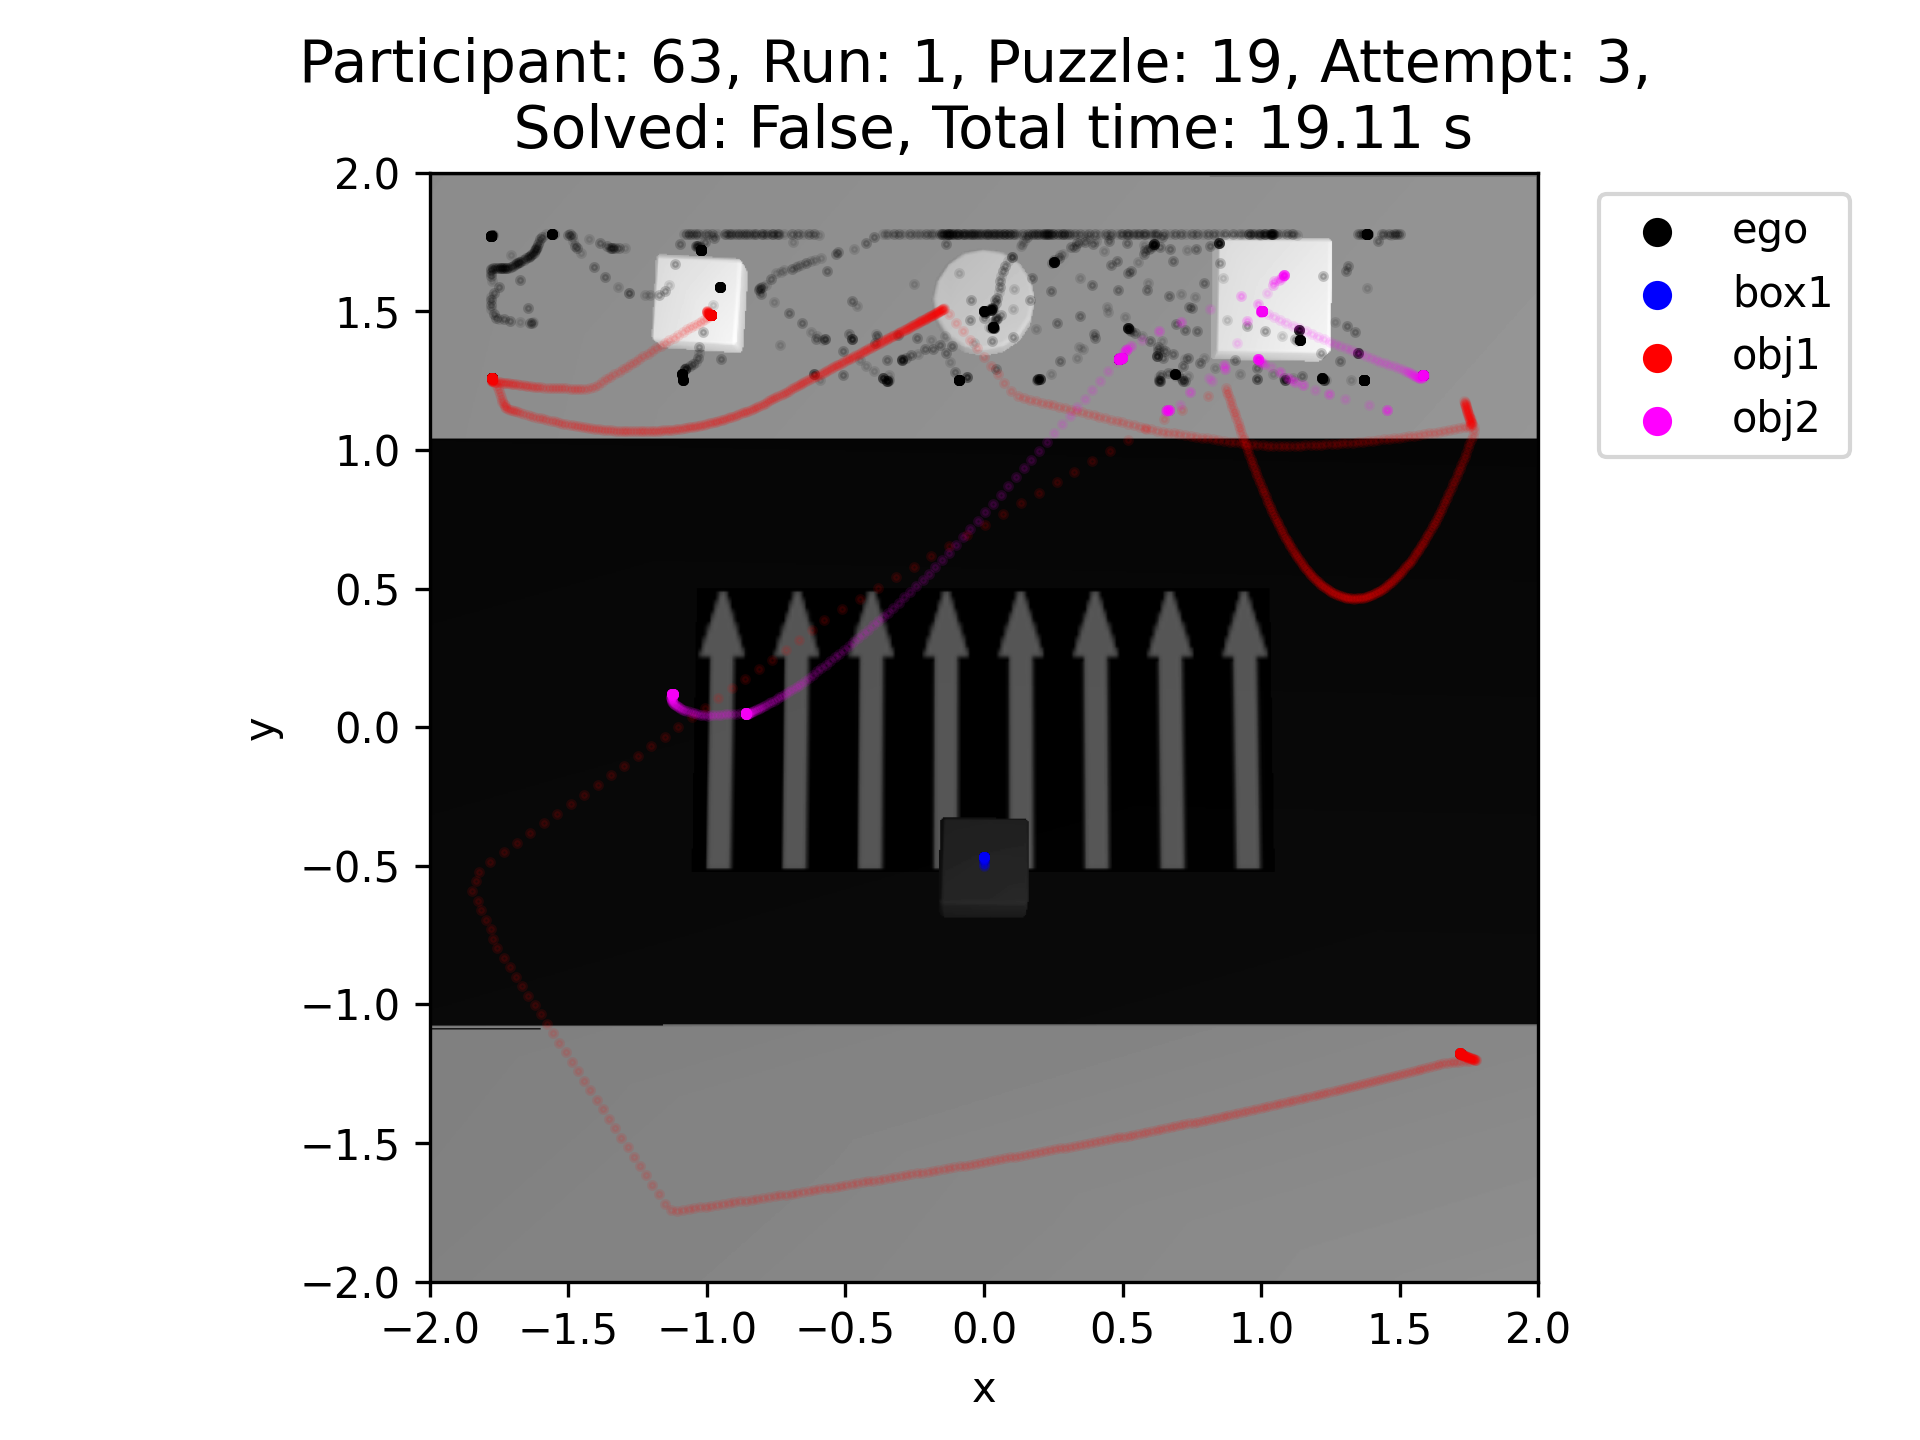 Participant: 63, Run: 1, Puzzle: 19, Attempt: 3,
Solved: False, Total time: 19.11 s
2.0
1.5
1.0
0.5
0.0
−0.5
−1.0
−1.5
−2.0
y
−2.0 −1.5 −1.0 −0.5 0.0 0.5 1.0 1.5 2.0
x
ego
box1
obj1
obj2